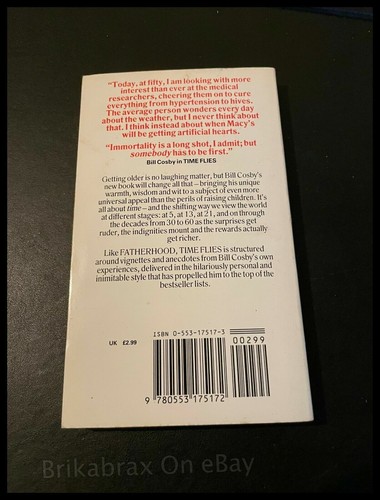 "Today, at fifty, I am looking with more
interest than ever at the medical
researchers, cheering them on to cure
everything from hypertension to hives.
The average person wonders every day
about the weather, but I never think about
that. I think instead about when Macy's
will be getting artificial hearts.
"Immortality is a long shot, I admit; but
somebody has to be first."
Bill Cosby in TIME FLIES
Getting older is no laughing matter, but Bill Cosby's
new book will change all that – bringing his unique
warmth, wisdom and wit to a subject of even more
universal appeal than the perils of raising children. It's
all about time – and the shifting way we view the world
at different stages: at 5, at 13, at 21, and on through
the decades from 30 to 60 as the surprises get
ruder, the indignities mount and the rewards actually
get richer.
Like FATHERHOOD, TIME FLIES is structured
around vignettes and anecdotes from Bill Cosby's own
experiences, delivered in the hilariously personal and
inimitable style that has propelled him to the top of the
bestseller lists.
ISBN 0-553-17517-3
UK £2.99
00299
9 780553 175172
Brikabrax On eBay